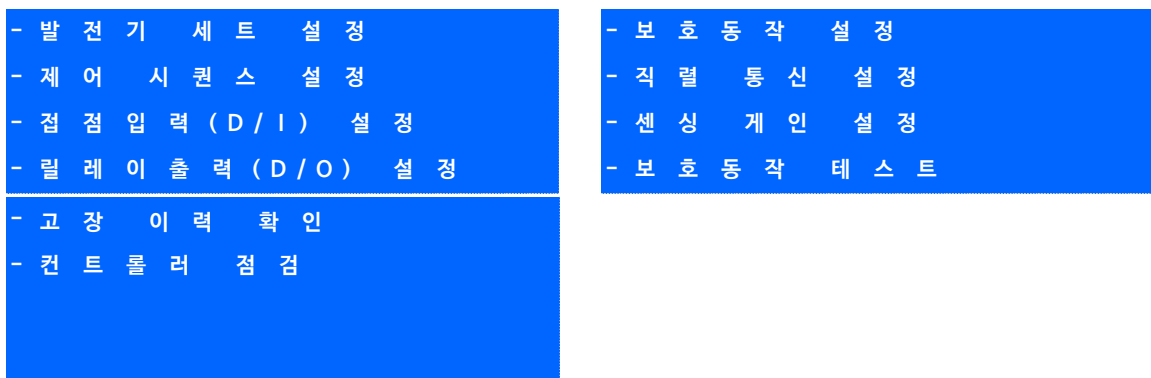 - 발전기 세트 설정
- 제어 시퀀스 설정
- 접점입력(D/I) 설정
- 릴레이출력(D/O) 설정
- 보호동작 설정
- 직렬 통신 설정
- 센싱 게인 설정
- 보호동작 테스트
- 고장 이력 확인
- 컨트롤러 점검